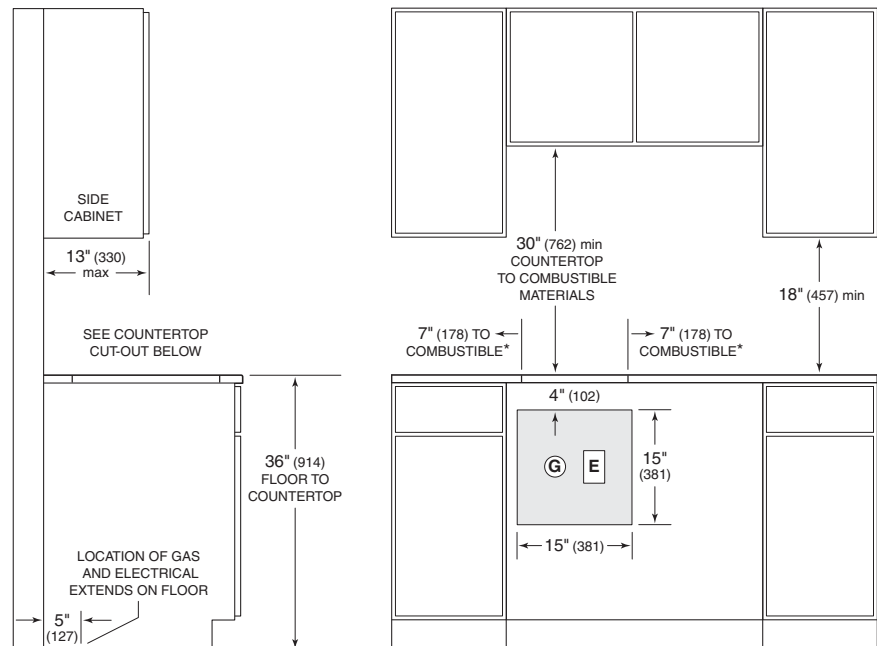 SIDE
CABINET
13" (330)
max
SEE COUNTERTOP
CUT-OUT BELOW
36" (914)
FLOOR TO
COUNTERTOP
LOCATION OF GAS
AND ELECTRICAL
EXTENDS ON FLOOR
5"
(127)
30" (762) min
COUNTERTOP
TO COMBUSTIBLE
MATERIALS
18" (457) min
7" (178) TO
COMBUSTIBLE*
7" (178) TO
COMBUSTIBLE*
4" (102)
G
E
15"
(381)
15" (381)